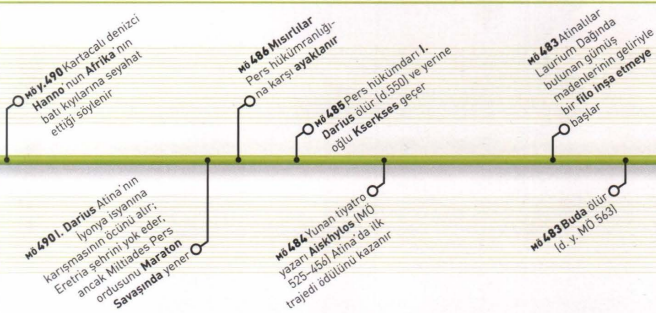 MÖ y.490 Kartacalı denizci
Hanno'nun Afrika'nın
batı kıyılarına seyahat
ettiği söylenir
MÖ 490 I. Darius Atina'nın
İyonya isyanına
karışmasının öcünü alır;
Eretria şehrini yok eder,
ancak Miltiades Pers
ordusunu Maraton
Savaşında yener
MÖ 486 Mısırlılar
Pers hükümranlığı-
na karşı ayaklanır
MÖ 485 Pers hükümdarı I.
Darius ölür (d.550) ve yerine
oğlu Kserkses geçer
MÖ 484 Yunan tiyatro
yazarı Aiskhylos (MÖ
525–456) Atina'da ilk
trajedi ödülünü kazanır
MÖ 483 Atinalılar
Laurium Dağında
bulunan gümüş
madenlerinin geliriyle
bir filo inşa etmeye
başlar
MÖ 483 Buda ölür
(d. y. MÖ 563)